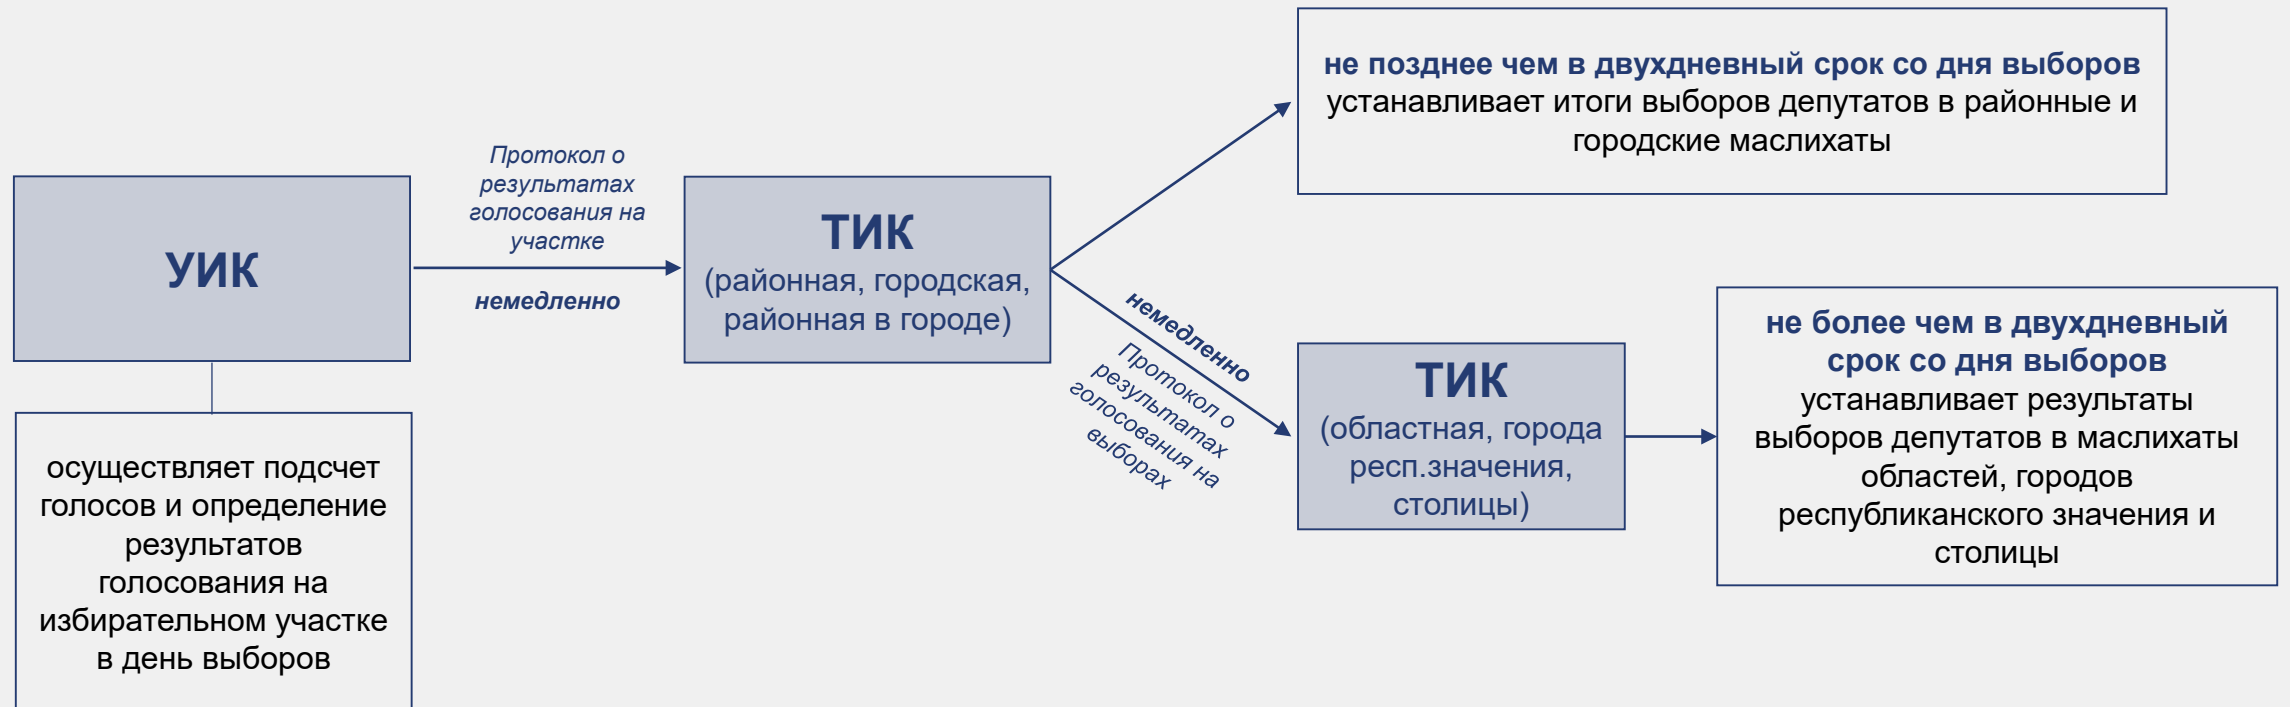 УИК
осуществляет подсчет
голосов и определение
результатов
голосования на
избирательном участке
в день выборов
Протокол о
результатах
голосования на
участке
немедленно
ТИК
(районная, городская,
районная в городе)
не позднее чем в двухдневный срок со дня выборов
устанавливает итоги выборов депутатов в районные и
городские маслихаты
немедленно
Протокол о
результатах
голосования на
выборах
ТИК
(областная, города
респ.значения,
столицы)
не более чем в двухдневный
срок со дня выборов
устанавливает результаты
выборов депутатов в маслихаты
областей, городов
республиканского значения и
столицы